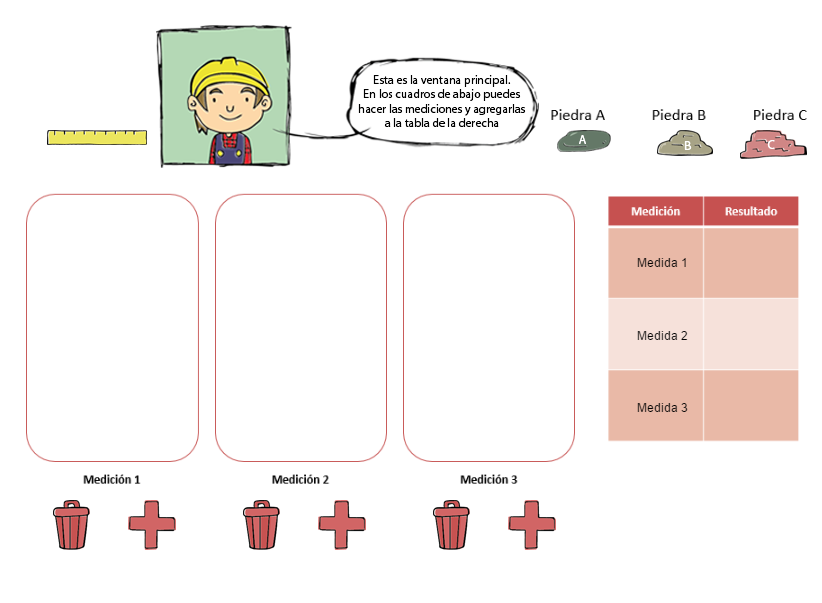 Esta es la ventana principal.
En los cuadros de abajo puedes
hacer las mediciones y agregarlas
a la tabla de la derecha
Piedra A
Piedra B
Piedra C
A
B
C
Medición
Resultado
Medida 1
Medida 2
Medida 3
Medición 1
Medición 2
Medición 3